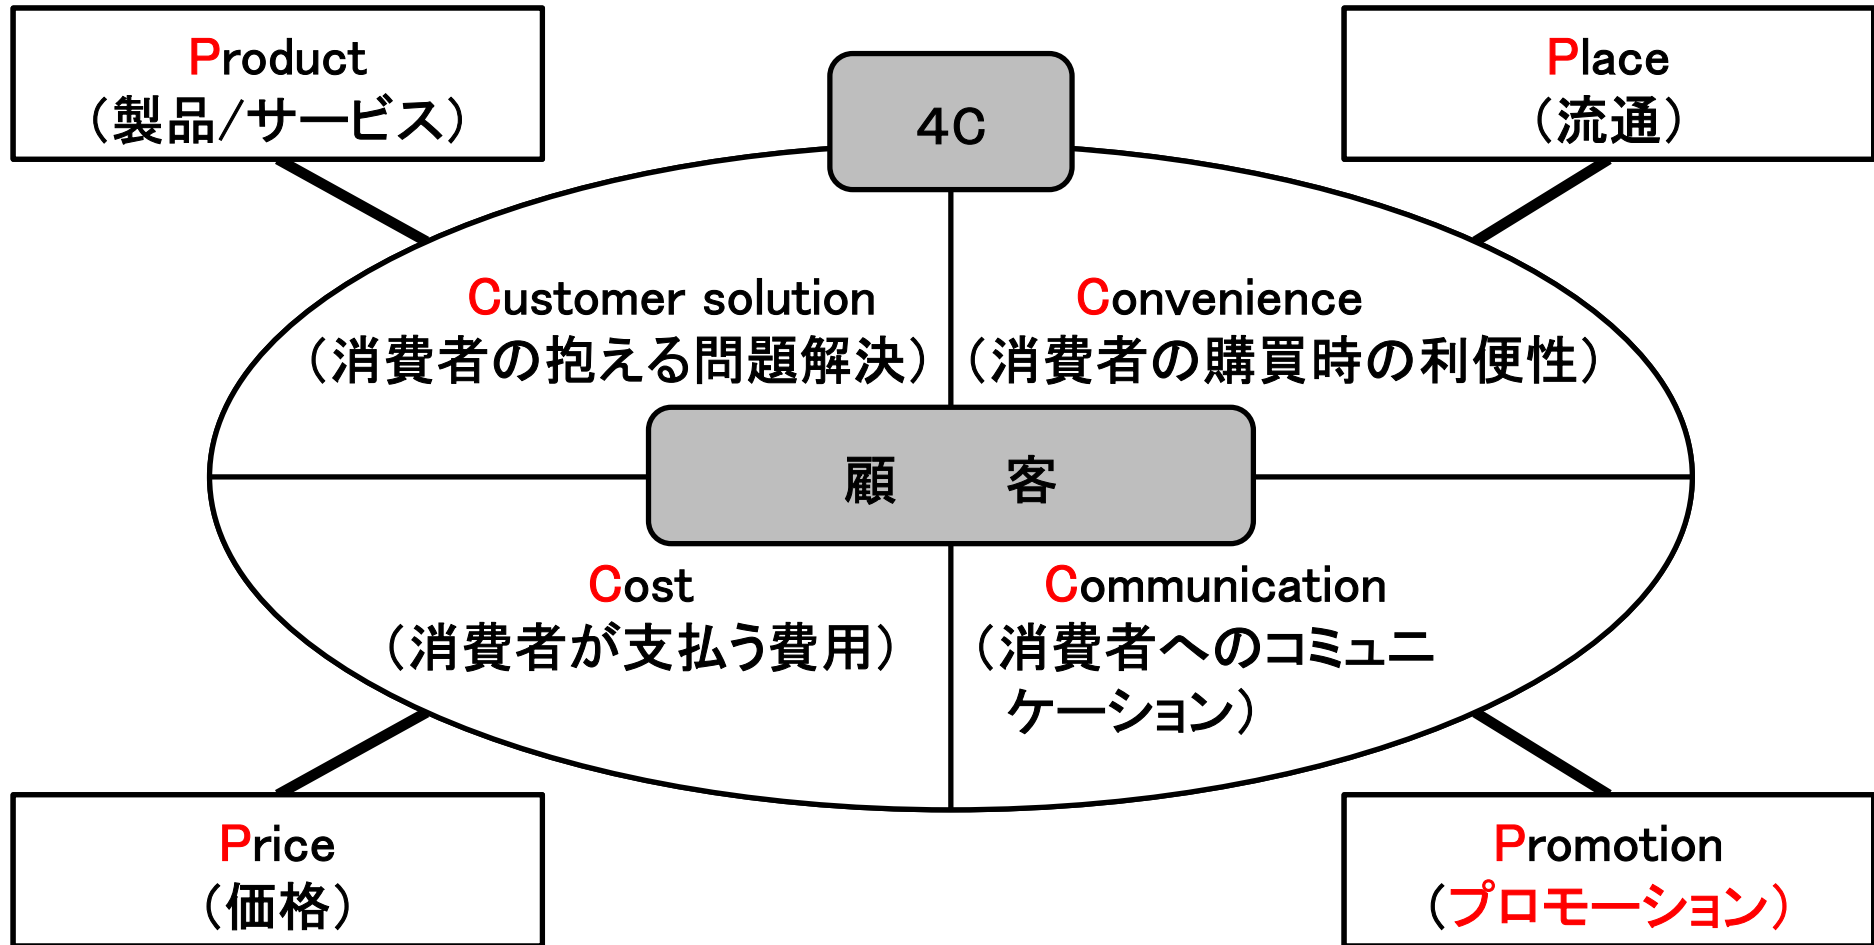 Product
（製品/サービス）
Place
（流通）
4C
Customer solution
（消費者の抱える問題解決）
Convenience
（消費者の購買時の利便性）
顧　　客
Cost
（消費者が支払う費用）
Communication
（消費者へのコミュニ
ケーション）
Price
（価格）
Promotion
（プロモーション）